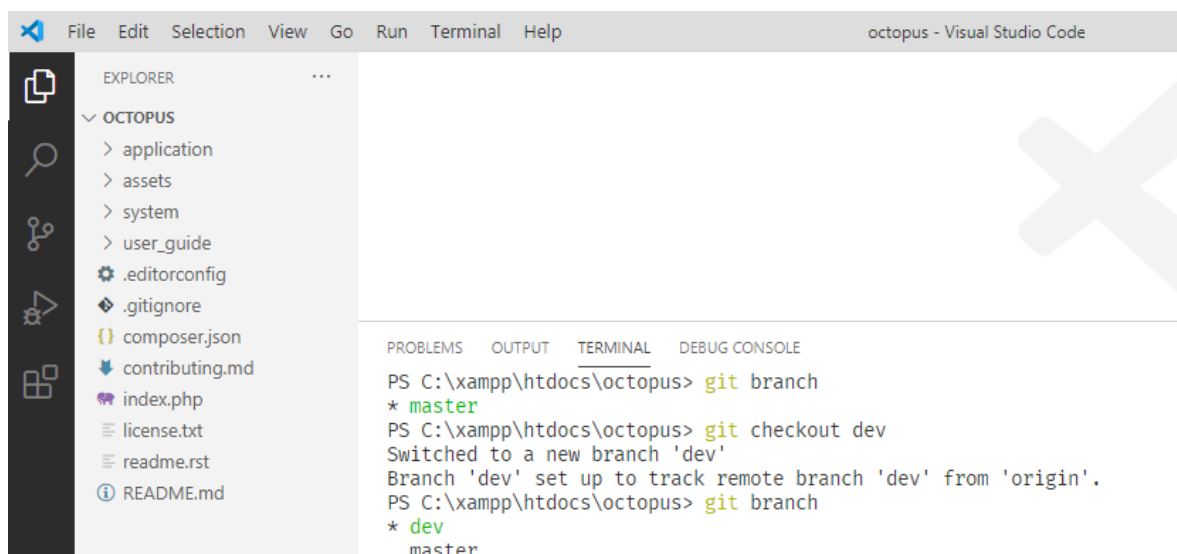 File Edit Selection View Go Run Terminal Help octopus - Visual Studio Code
EXPLORER ...
OCTOPUS
application
assets
system
user_guide
.editorconfig
.gitignore
{} composer.json
contributing.md
index.php
license.txt
readme.rst
README.md
PROBLEMS OUTPUT TERMINAL DEBUG CONSOLE
PS C:\xampp\htdocs\octopus> git branch
* master
PS C:\xampp\htdocs\octopus> git checkout dev
Switched to a new branch 'dev'
Branch 'dev' set up to track remote branch 'dev' from 'origin'.
PS C:\xampp\htdocs\octopus> git branch
* dev
master